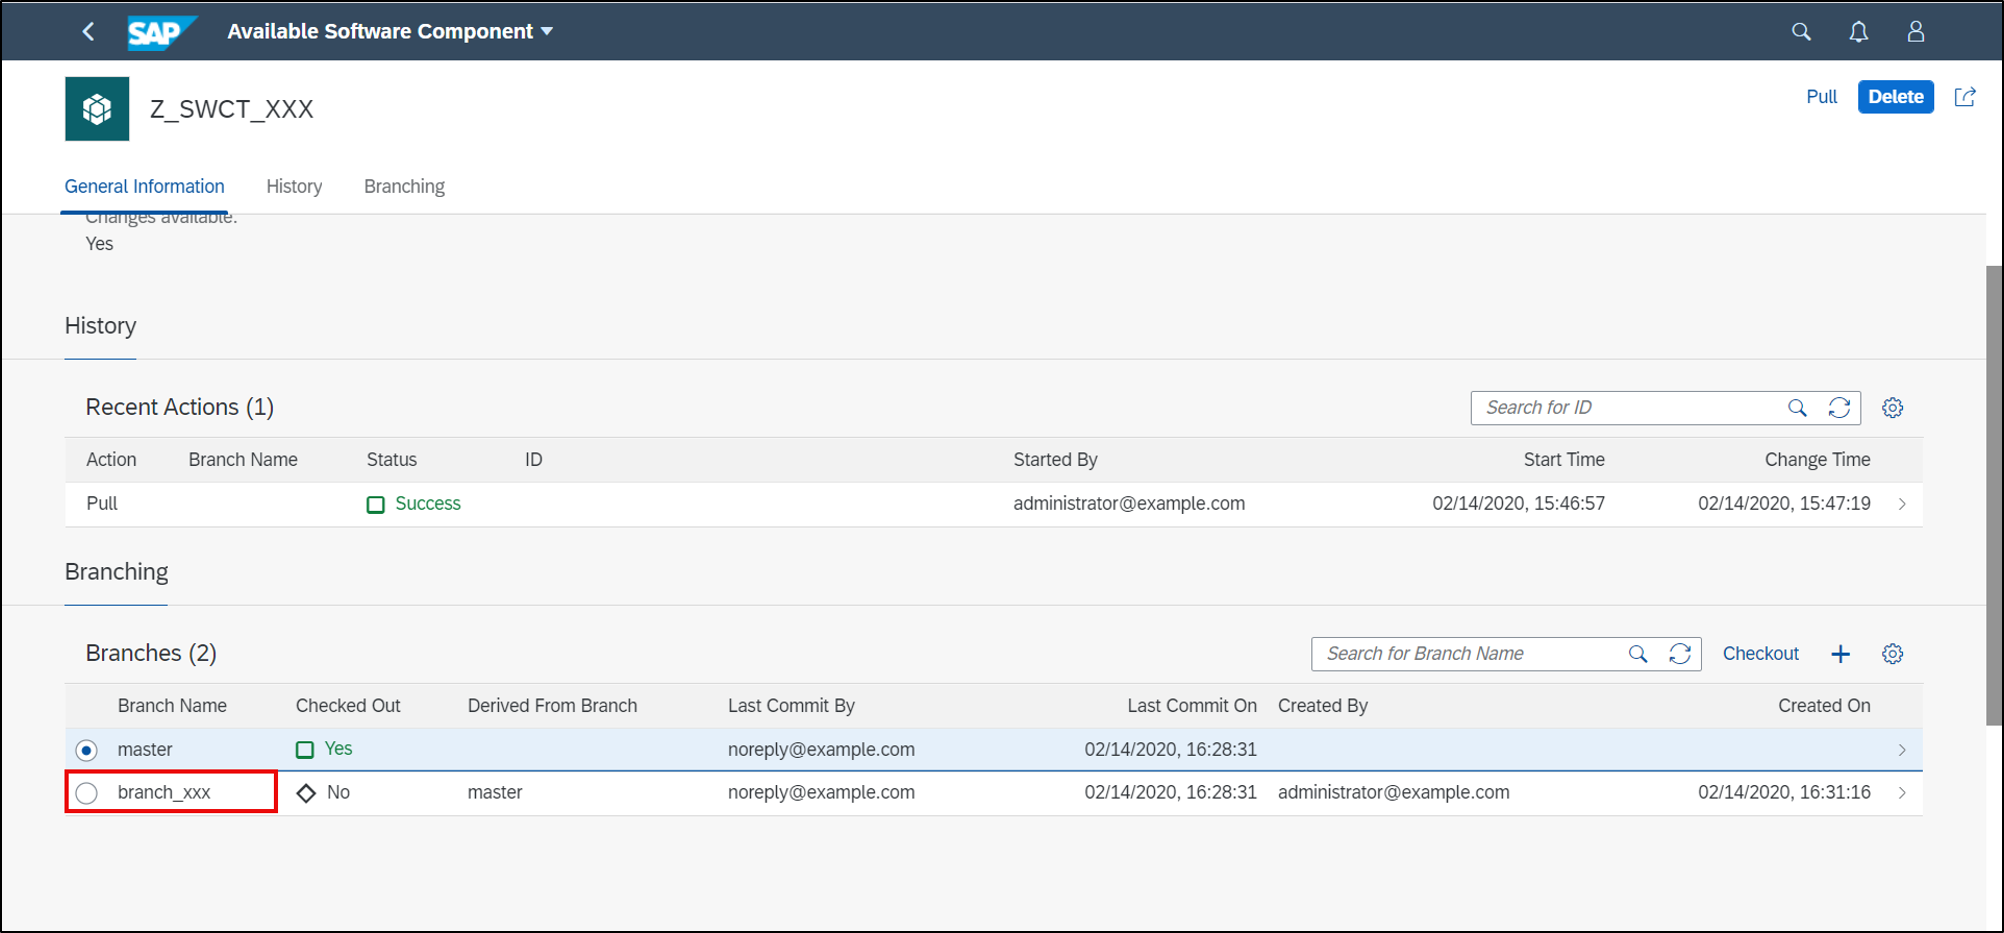 SAP Available Software Component
Z_SWCT_XXX
Pull Delete
General Information History Branching
Changes available:
Yes
History
Recent Actions (1) Search for ID
Action Branch Name Status ID Started By Start Time Change Time
Pull Success administrator@example.com 02/14/2020, 15:46:57 02/14/2020, 15:47:19
Branching
Branches (2) Search for Branch Name Checkout
Branch Name Checked Out Derived From Branch Last Commit By Last Commit On Created By Created On
master Yes noreply@example.com 02/14/2020, 16:28:31
branch_xxx No master noreply@example.com 02/14/2020, 16:28:31 administrator@example.com 02/14/2020, 16:31:16